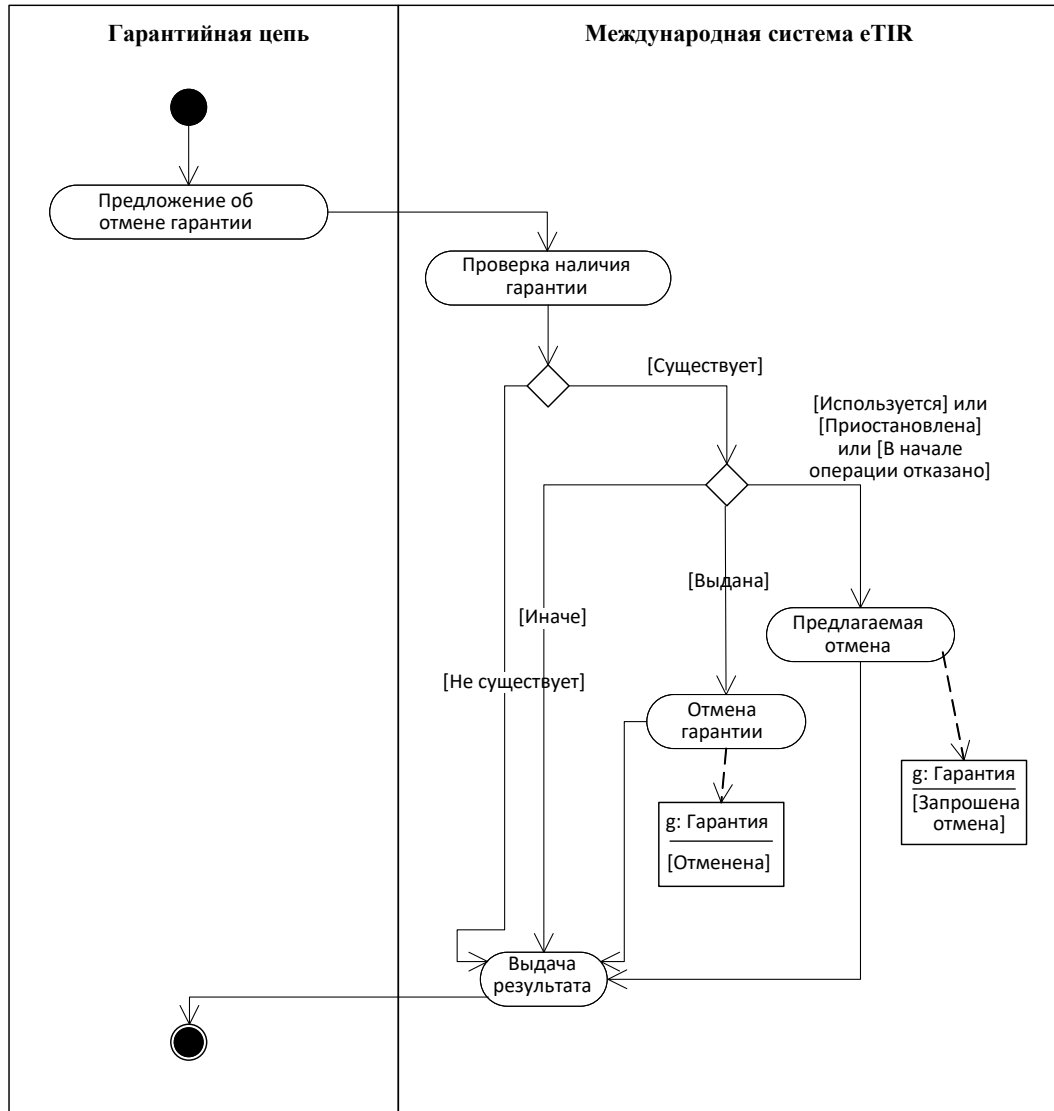 Гарантийная цепь
Международная система eTIR
Предложение об
отмене гарантии
Проверка наличия
гарантии
[Существует]
[Используется] или
[Приостановлена]
или [В начале
операции отказано]
[Выдана]
[Иначе]
Предлагаемая
отмена
[Не существует]
Отмена
гарантии
g: Гарантия
[Запрошена
отмена]
g: Гарантия
[Отменена]
Выдача
результата